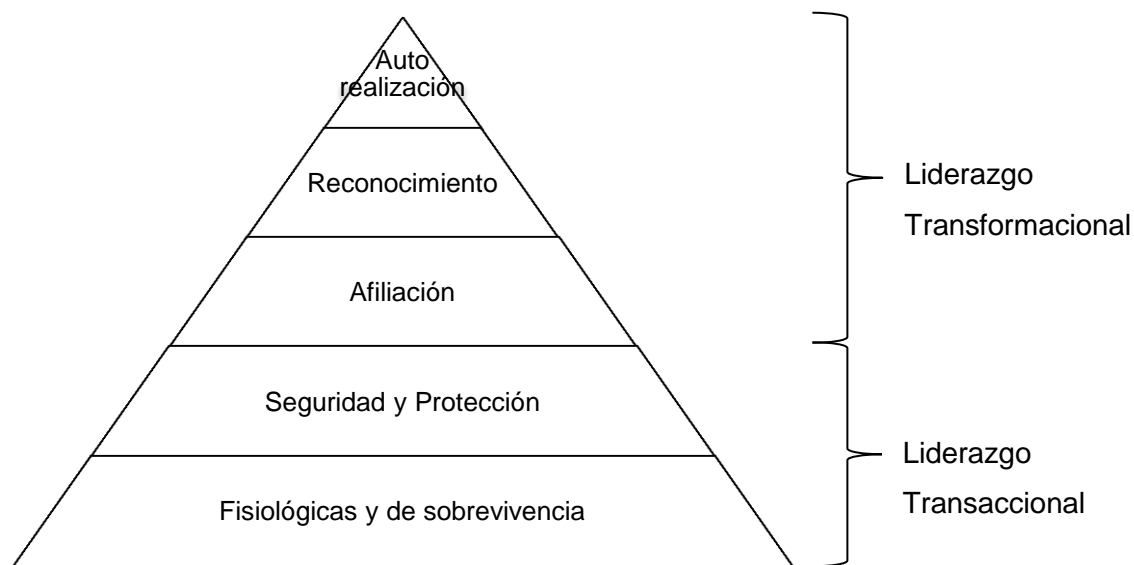 Auto
realización
Reconocimiento
Afiliación
Seguridad y Protección
Fisiológicas y de sobrevivencia
Liderazgo
Transformacional
Liderazgo
Transaccional